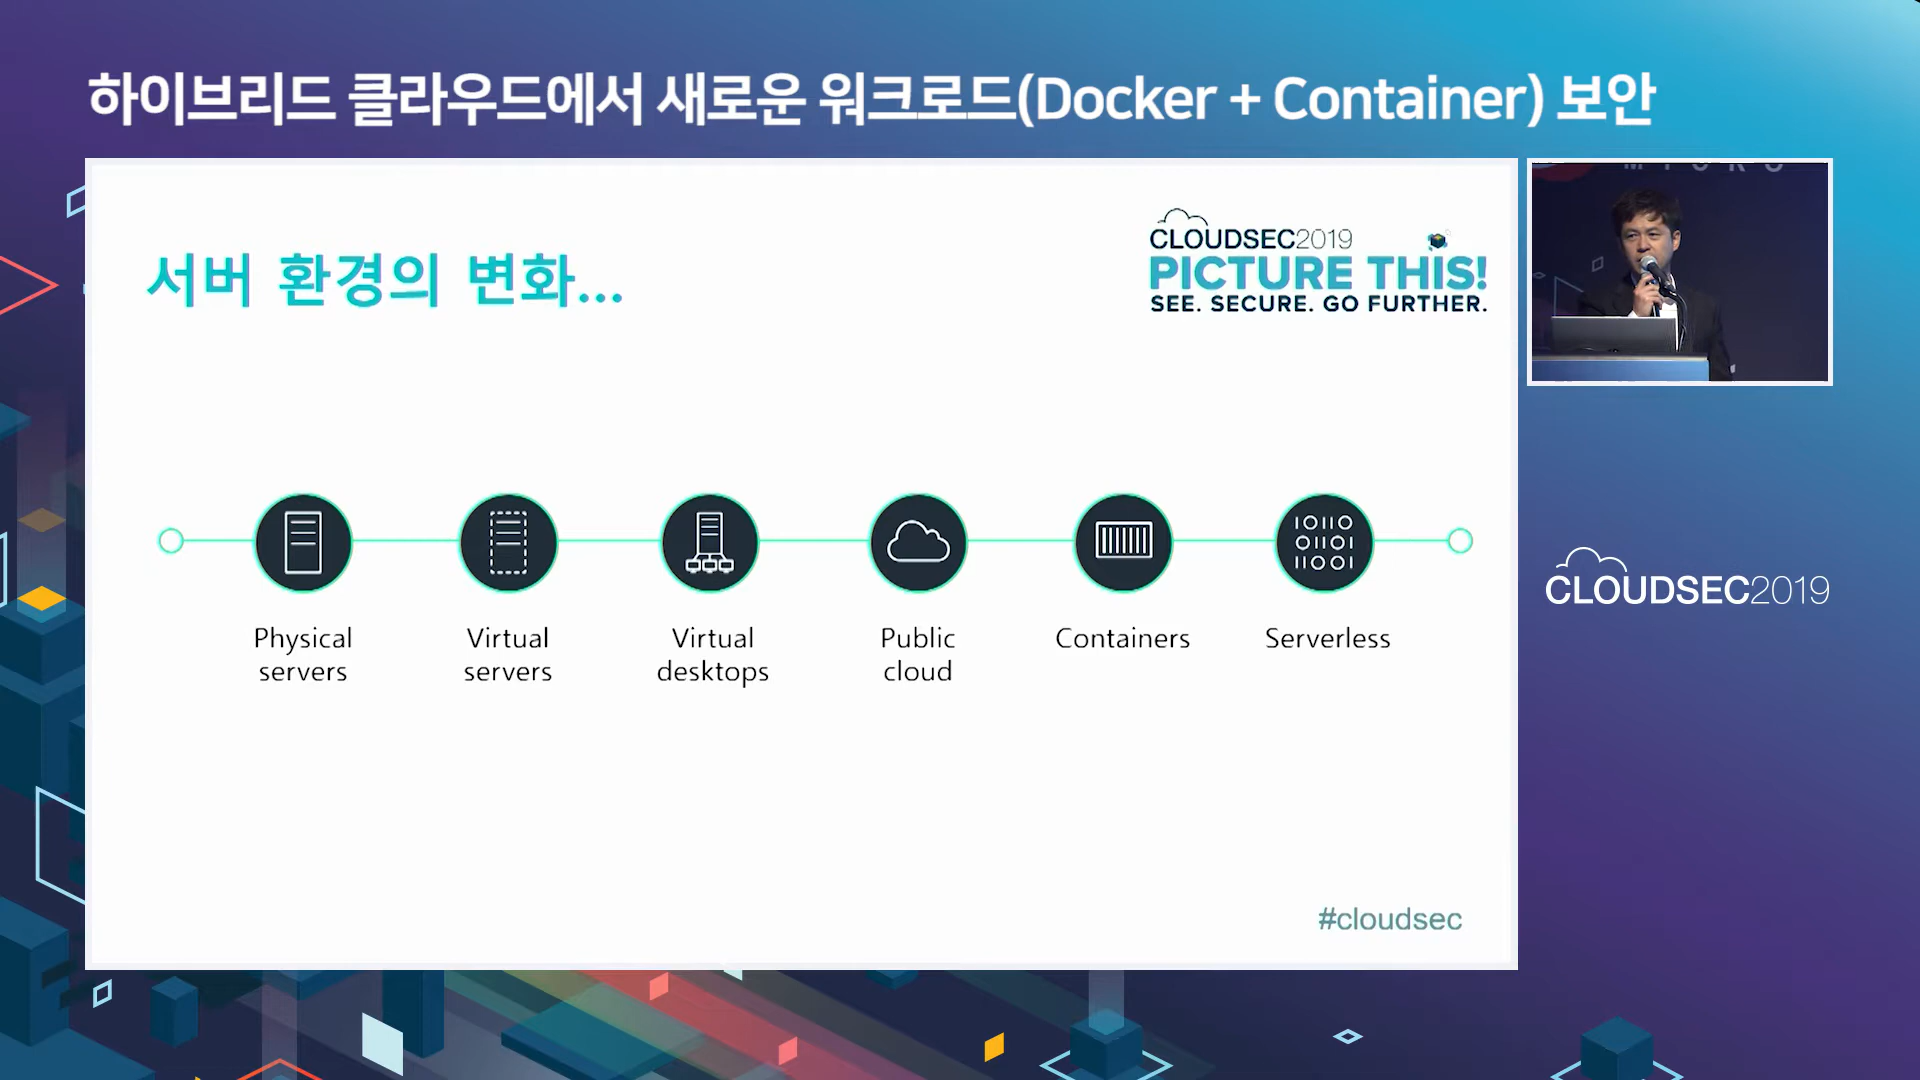 하이브리드 클라우드에서 새로운 워크로드(Docker + Container) 보안
서버 환경의 변화...
CLOUDSEC2019
PICTURE THIS!
SEE. SECURE. GO FURTHER.
Physical
servers
Virtual
servers
Virtual
desktops
Public
cloud
Containers
Serverless
#cloudsec
CLOUDSEC2019